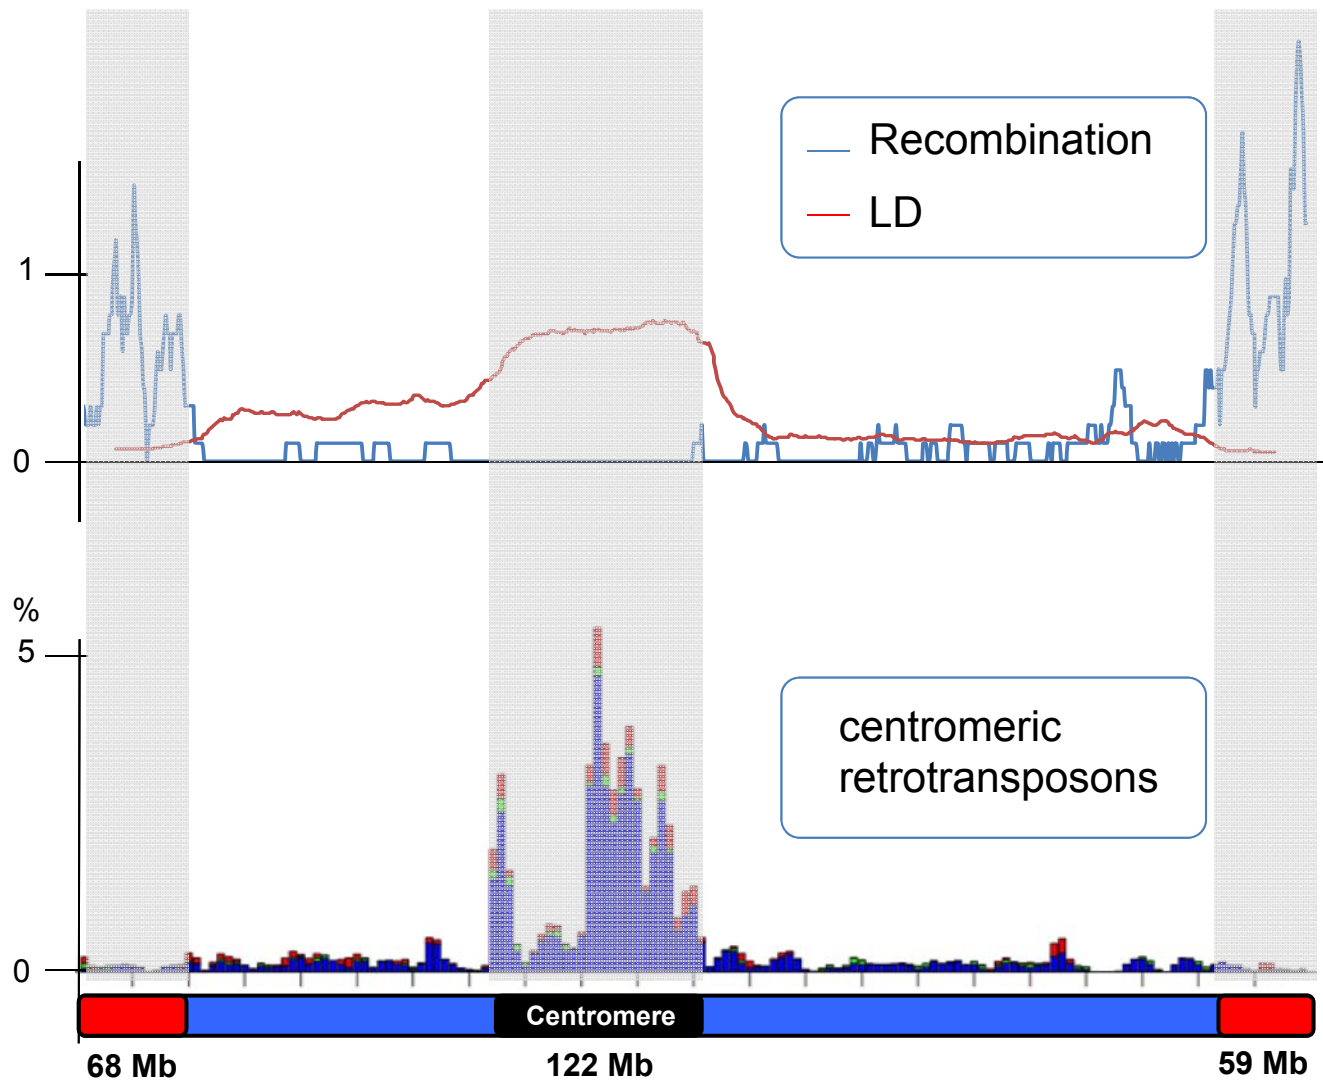 Recombination
LD
1
0
%
5
centromeric
retrotransposons
0
Centromere
68 Mb
122 Mb
59 Mb